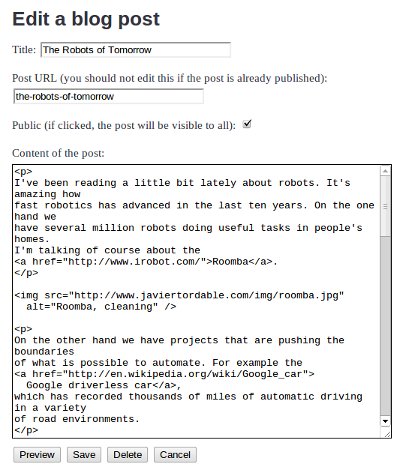 Edit a blog post
Title: The Robots of Tomorrow
Post URL (you should not edit this if the post is already published):
the-robots-of-tomorrow
Public (if clicked, the post will be visible to all):
Content of the post:
<p>
I've been reading a little bit lately about robots. It's
amazing how
fast robotics has advanced in the last ten years. On the one
hand we
have several million robots doing useful tasks in people's
homes.
I'm talking of course about the
<a href="http://www.irobot.com/">Roomba</a>.
</p>
<img src="http://www.javiertordable.com/img/roomba.jpg"
alt="Roomba, cleaning" />
<p>
On the other hand we have projects that are pushing the
boundaries
of what is possible to automate. For example the
<a href="http://en.wikipedia.org/wiki/Google_car">
Google driverless car</a>,
which has recorded thousands of miles of automatic driving
in a variety
of road environments.
</p>
Preview Save Delete Cancel